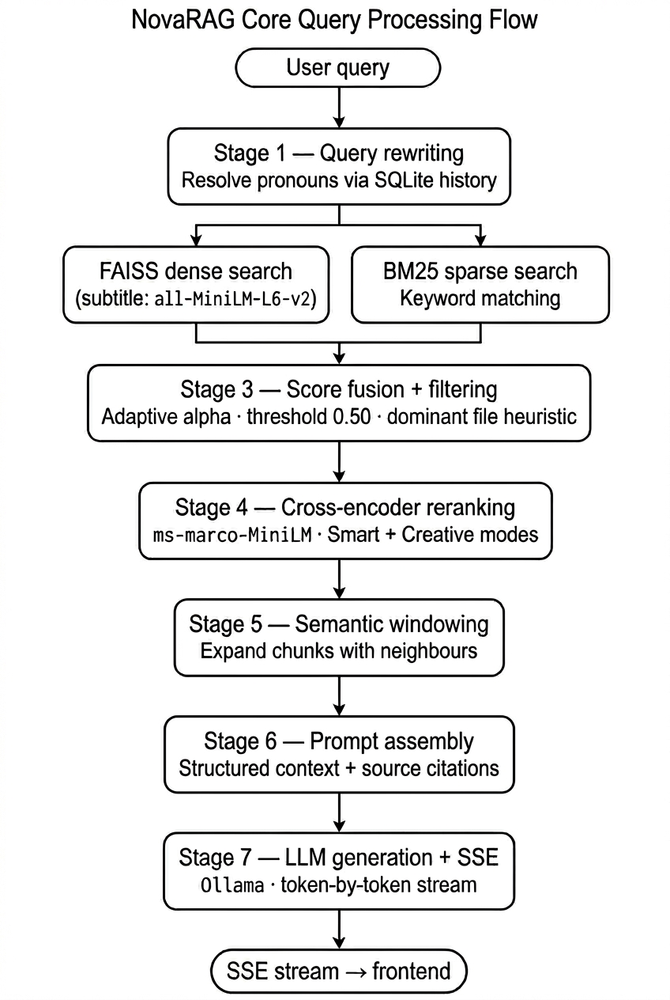 NovaRAG Core Query Processing Flow
User query
Stage 1 — Query rewriting
Resolve pronouns via SQLite history
FAISS dense search
(subtitle: all-MiniLM-L6-v2)
BM25 sparse search
Keyword matching
Stage 3 — Score fusion + filtering
Adaptive alpha · threshold 0.50 · dominant file heuristic
Stage 4 — Cross-encoder reranking
ms-marco-MiniLM · Smart + Creative modes
Stage 5 — Semantic windowing
Expand chunks with neighbours
Stage 6 — Prompt assembly
Structured context + source citations
Stage 7 — LLM generation + SSE
Ollama · token-by-token stream
SSE stream → frontend